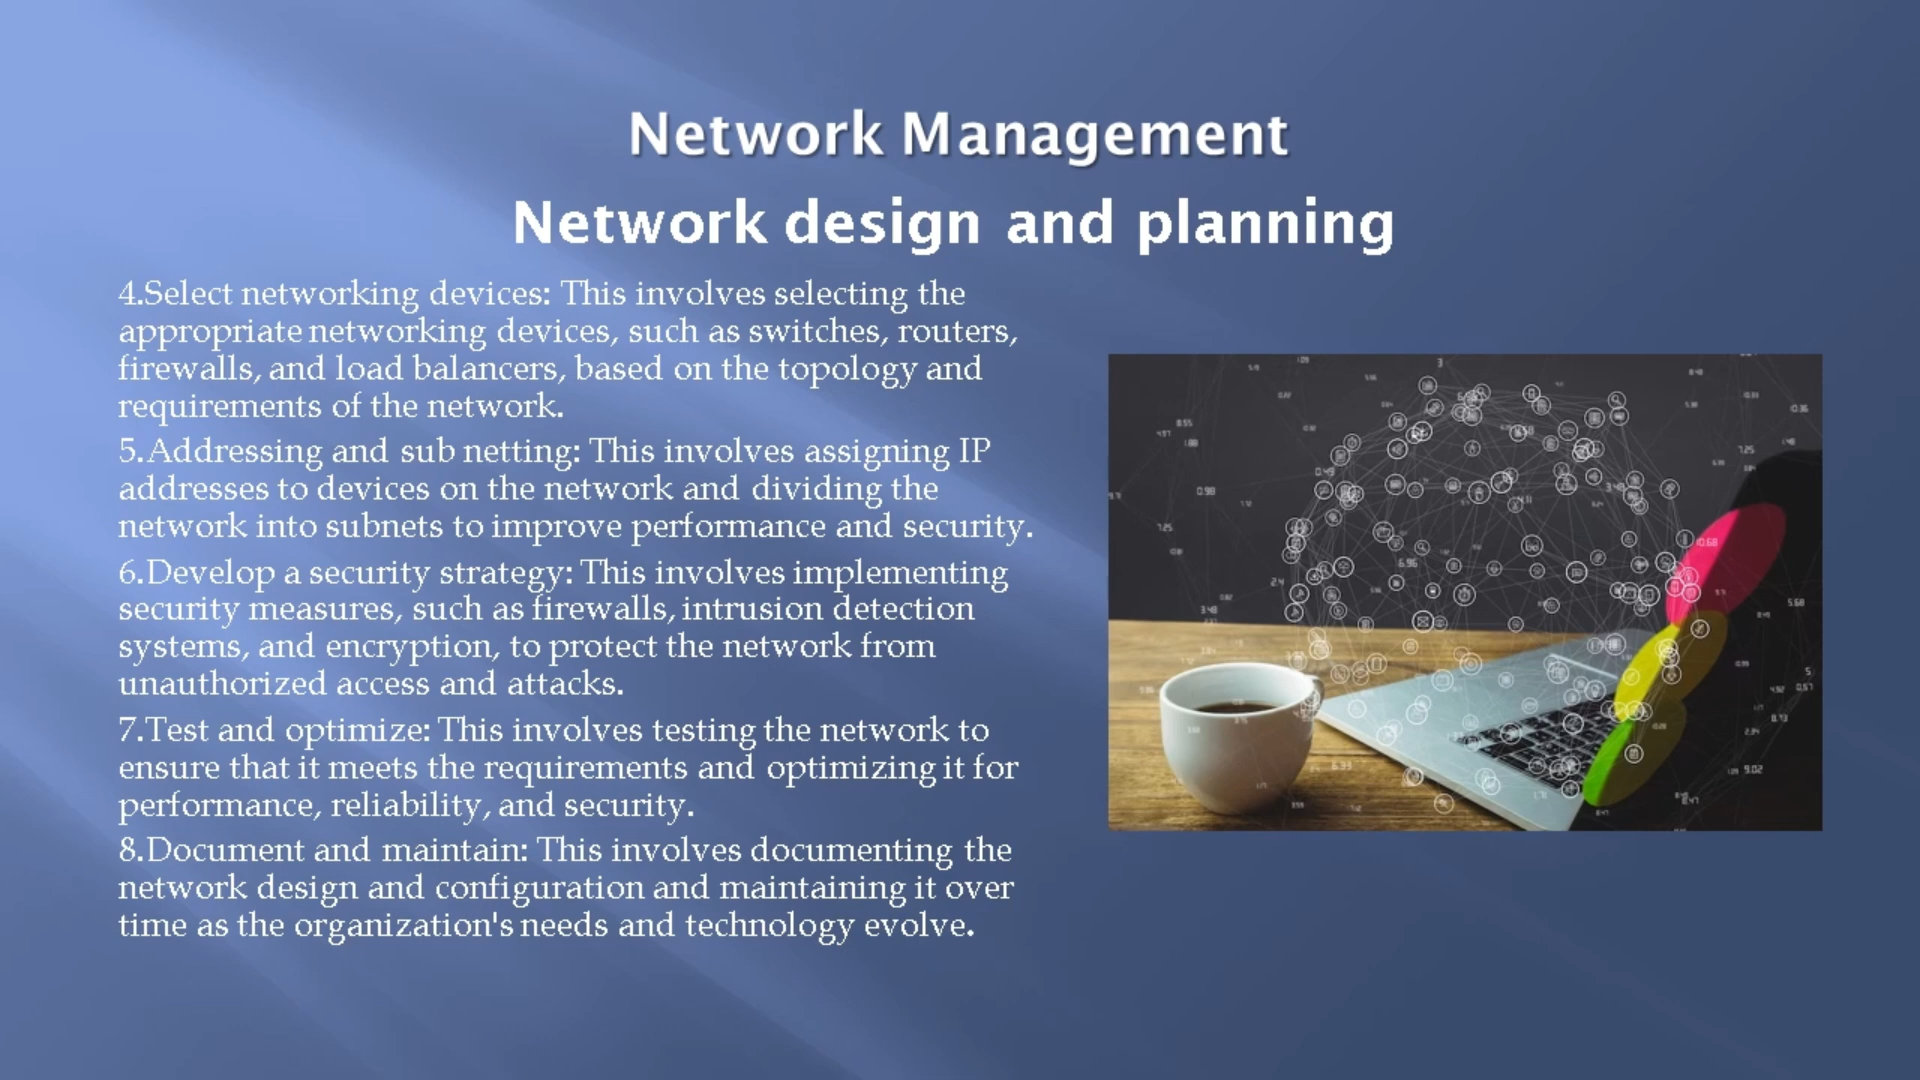 Network Management
Network design and planning
4.Select networking devices: This involves selecting the
appropriate networking devices, such as switches, routers,
firewalls, and load balancers, based on the topology and
requirements of the network.
5.Addressing and sub netting: This involves assigning IP
addresses to devices on the network and dividing the
network into subnets to improve performance and security.
6.Develop a security strategy: This involves implementing
security measures, such as firewalls, intrusion detection
systems, and encryption, to protect the network from
unauthorized access and attacks.
7.Test and optimize: This involves testing the network to
ensure that it meets the requirements and optimizing it for
performance, reliability, and security.
8.Document and maintain: This involves documenting the
network design and configuration and maintaining it over
time as the organization's needs and technology evolve.